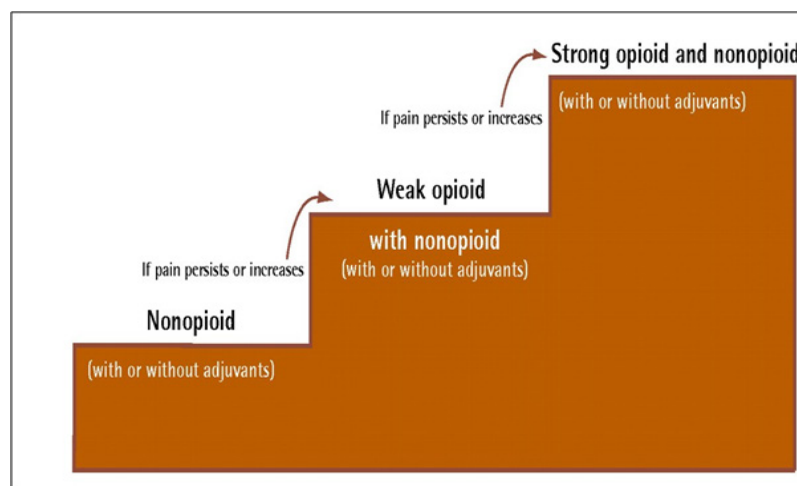 Strong opioid and nonopioid
(with or without adjuvants)
If pain persists or increases
Weak opioid
with nonopioid
(with or without adjuvants)
If pain persists or increases
Nonopioid
(with or without adjuvants)